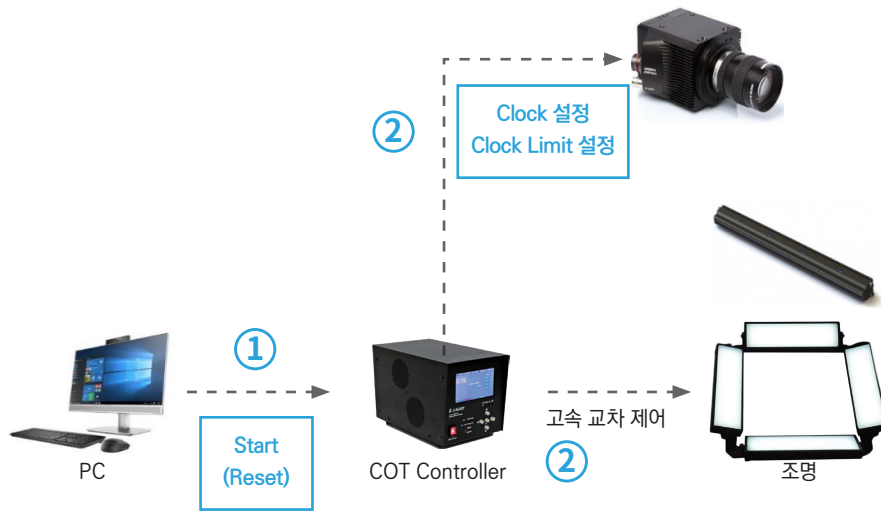 ②
Clock 설정
Clock Limit 설정
①
Start
(Reset)
고속 교차 제어
②
PC
COT Controller
조명